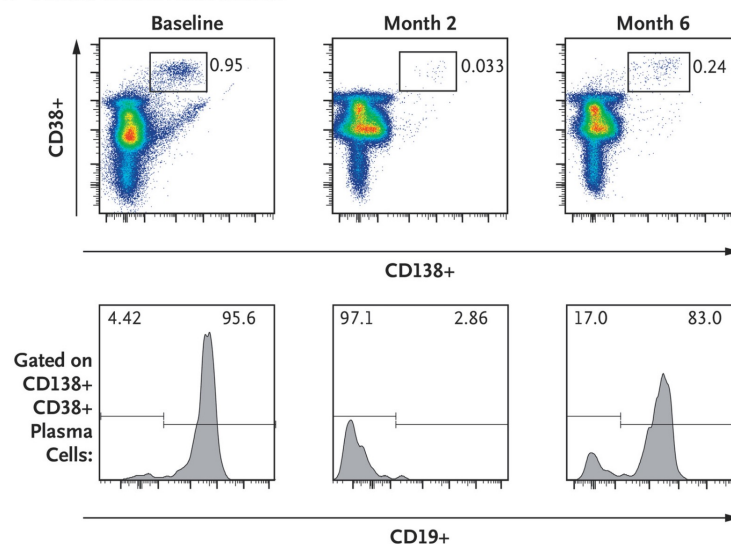 Baseline
Month 2
Month 6
0.95
0.033
0.24
CD38+
CD138+
4.42
95.6
97.1
2.86
17.0
83.0
Gated on
CD138+
CD38+
Plasma
Cells:
CD19+